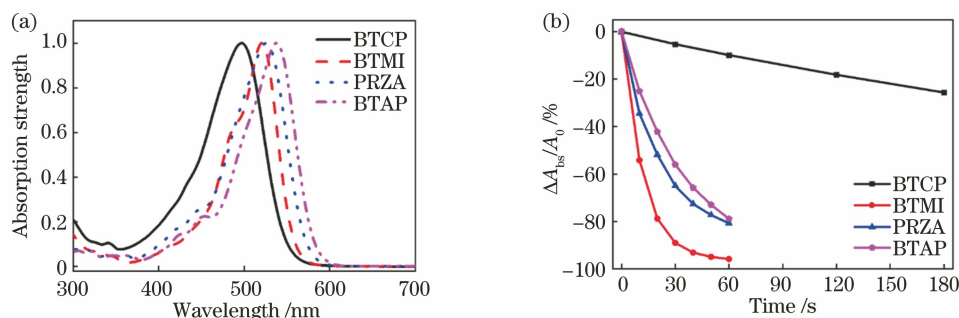 (a)
1.0
0.8
0.6
0.4
0.2
0
Absorption strength
BTCP
BTMI
PRZA
BTAP
300 400 500 600 700
Wavelength /nm
(b)
0
−20
−40
−60
−80
−100
ΔAbs/A0 /%
BTCP
BTMI
PRZA
BTAP
0 30 60 90 120 150 180
Time /s